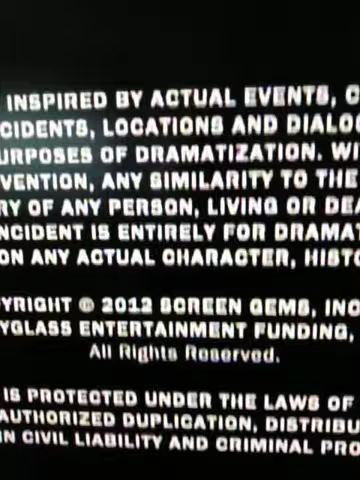 INSPIRED BY ACTUAL EVENTS, C
CIDENTS, LOCATIONS AND DIALO
URPOSES OF DRAMATIZATION. WI
VENTION, ANY SIMILARITY TO THE
RY OF ANY PERSON, LIVING OR DEA
NCIDENT IS ENTIRELY FOR DRAMAT
ON ANY ACTUAL CHARACTER, HISTO
PYRIGHT © 2012 SCREEN GEMS, INC
YGLASS ENTERTAINMENT FUNDING,
All Rights Reserved.
IS PROTECTED UNDER THE LAWS OF
AUTHORIZED DUPLICATION, DISTRIBU
IN CIVIL LIABILITY AND CRIMINAL PRO